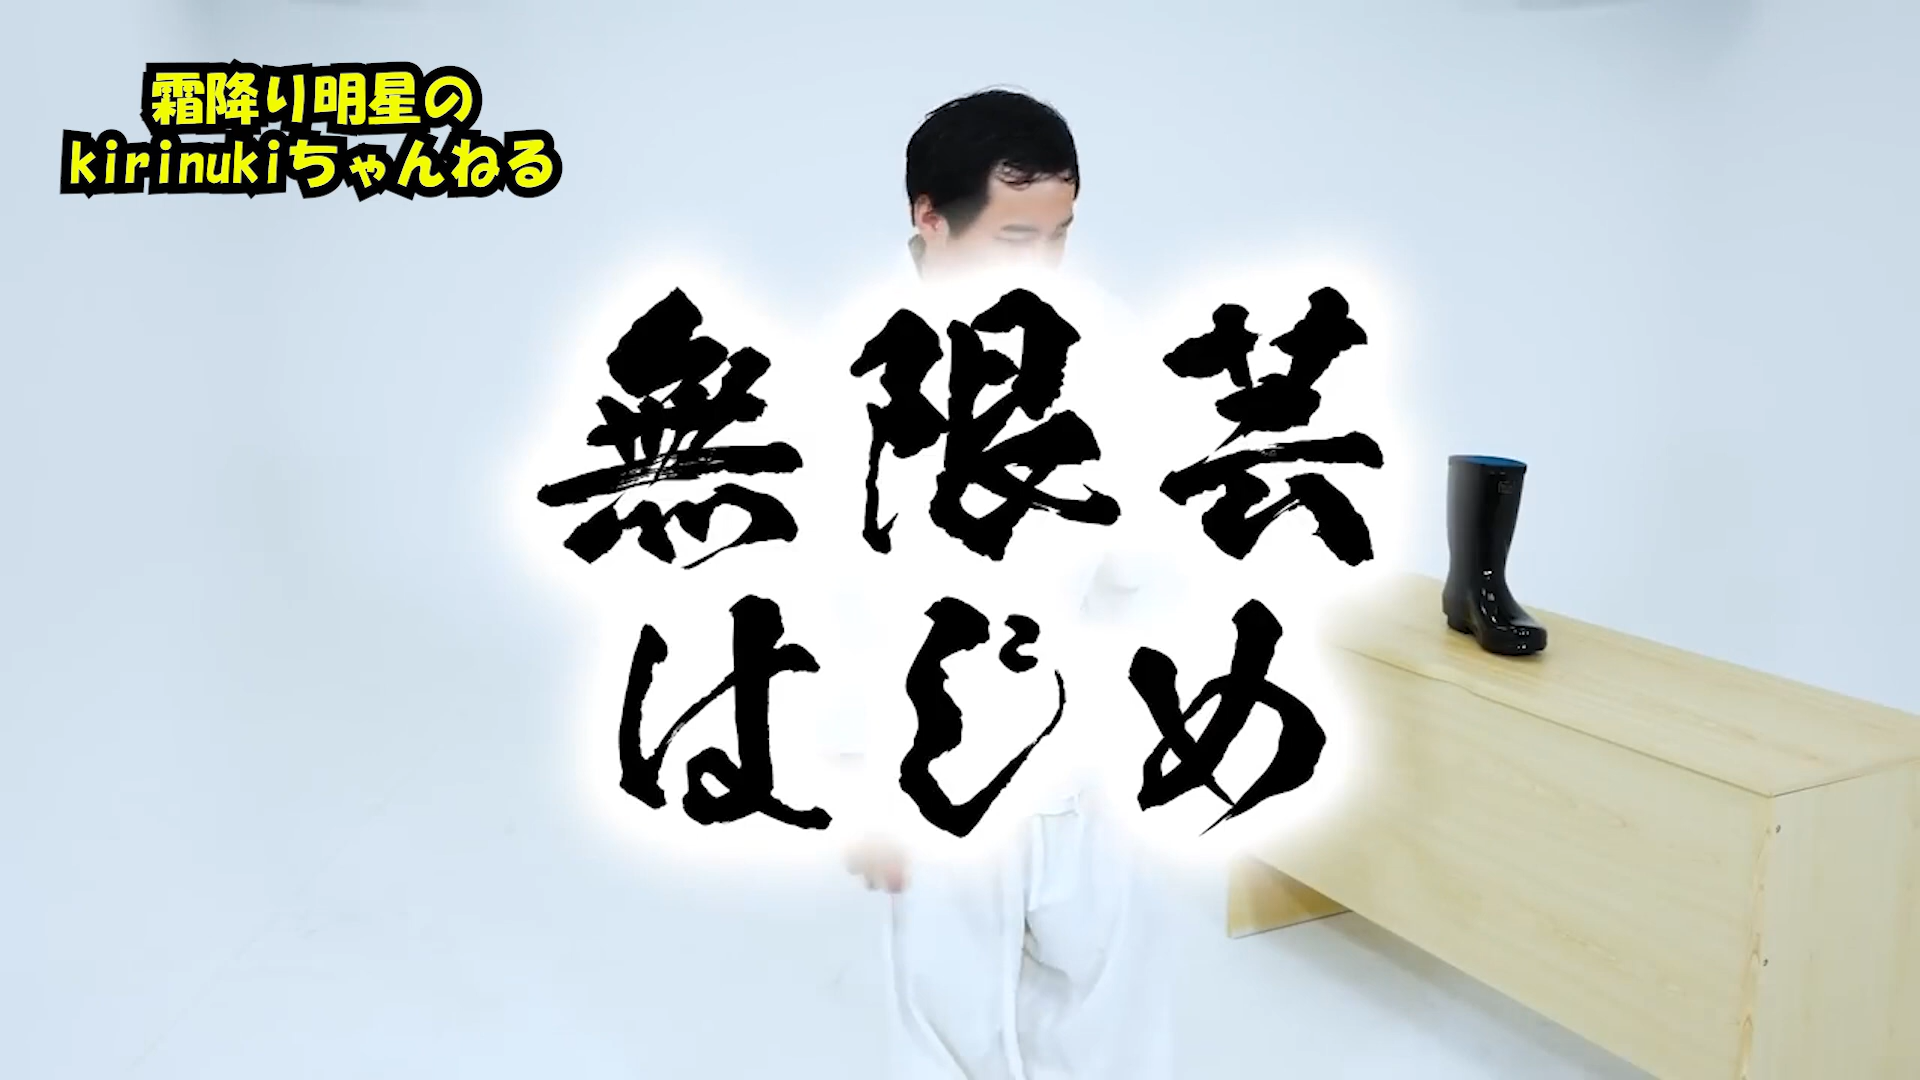 霜降り明星の
kirinukiちゃんねる
無限芸
はじめ